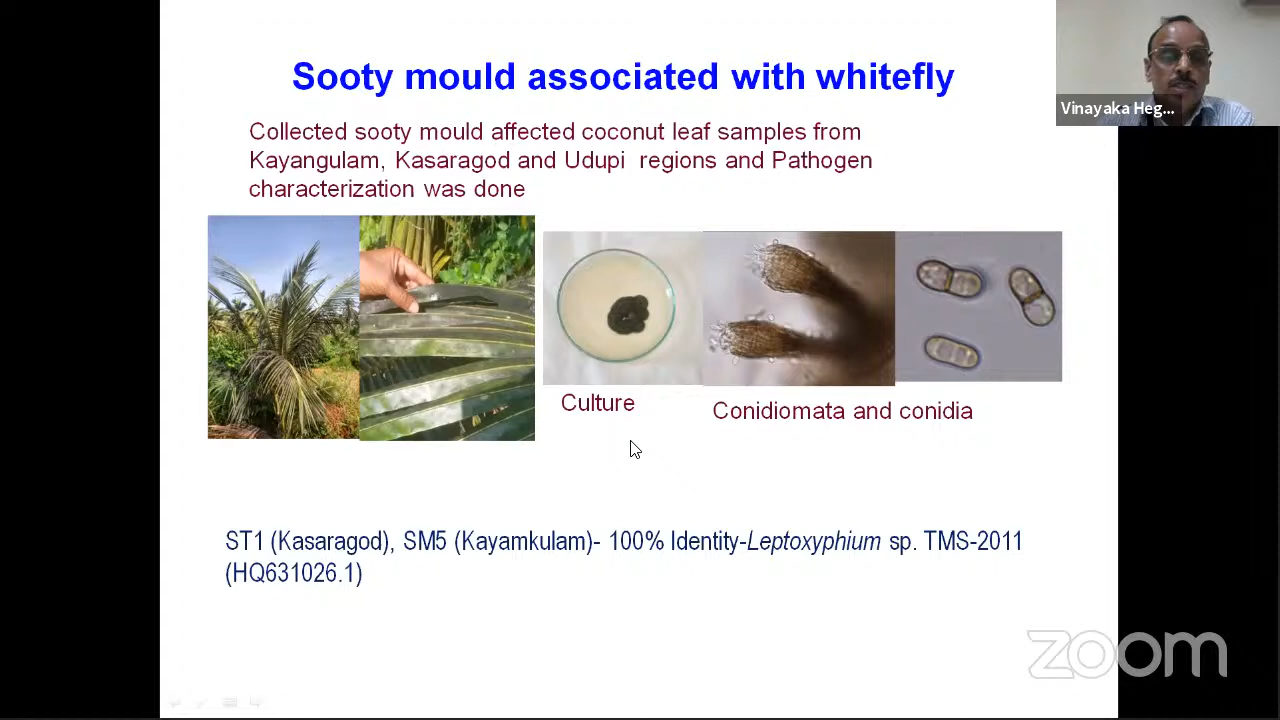 Sooty mould associated with whitefly
Collected sooty mould affected coconut leaf samples from
Kayangulam, Kasaragod and Udupi regions and Pathogen
characterization was done
Vinayaka Heg...
Culture
Conidiomata and conidia
ST1 (Kasaragod), SM5 (Kayamkulam)- 100% Identity-Leptoxyphium sp. TMS-2011
(HQ631026.1)
zoom